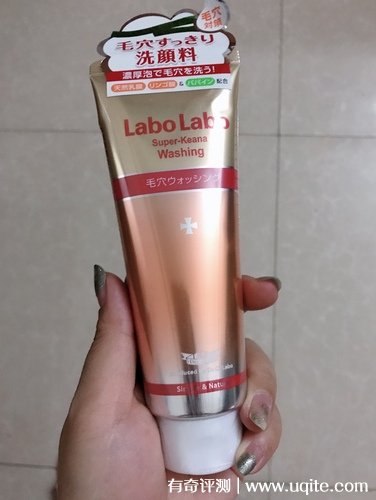 毛穴
対策
毛穴すっきり
洗顔料
濃厚泡で毛穴を洗う!
天然乳酸 リンゴ酸 & パパイン 配合
Labo Labo
Super-Keana
Washing
毛穴ウォッシング
Labo
& Natu
有奇评测 | www.uqite.com